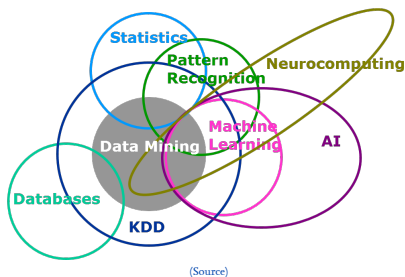 Statistics
Pattern
Recognition
Neurocomputing
Machine
Learning
Data Mining
AI
Databases
KDD
(Source)